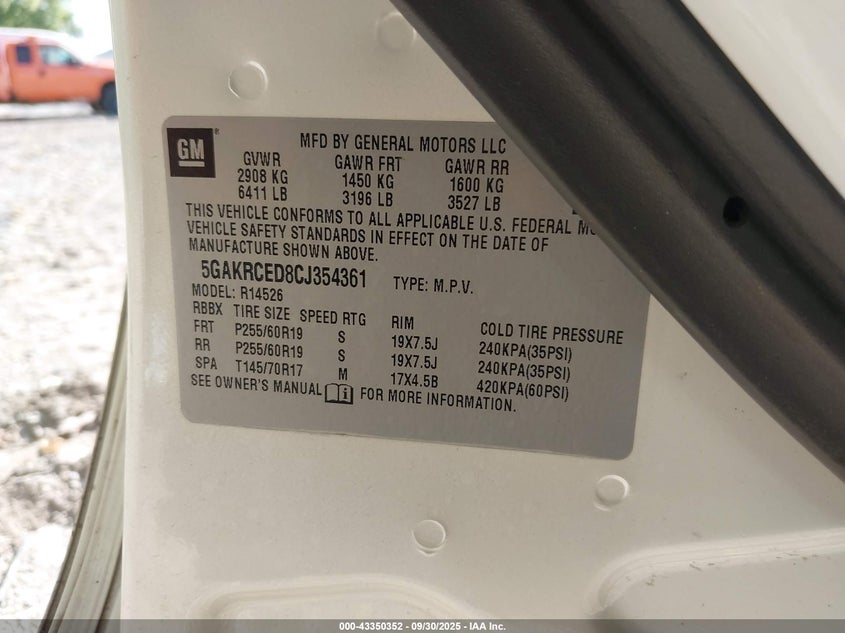 GM
MFD BY GENERAL MOTORS LLC
GVWR GAWR FRT GAWR RR
2908 KG 1450 KG 1600 KG
6411 LB 3196 LB 3527 LB
THIS VEHICLE CONFORMS TO ALL APPLICABLE U.S. FEDERAL
VEHICLE SAFETY STANDARDS IN EFFECT ON THE DATE OF
MANUFACTURE SHOWN ABOVE.
5GAKRCED8CJ354361 TYPE: M.P.V.
MODEL: R14526
RBBX TIRE SIZE SPEED RTG RIM COLD TIRE PRESSURE
FRT P255/60R19 S 19X7.5J 240KPA(35PSI)
RR P255/60R19 S 19X7.5J 240KPA(35PSI)
SPA T145/70R17 M 17X4.5B 420KPA(60PSI)
SEE OWNER'S MANUAL FOR MORE INFORMATION.
000-43350352 - 09/30/2025 - IAA Inc.